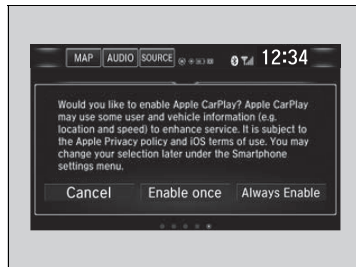 MAP AUDIO SOURCE 12:34
Would you like to enable Apple CarPlay? Apple CarPlay
may use some user and vehicle information (e.g.
location and speed) to enhance service. It is subject to
the Apple Privacy policy and iOS terms of use. You may
change your selection later under the Smartphone
settings menu.
Cancel Enable once Always Enable